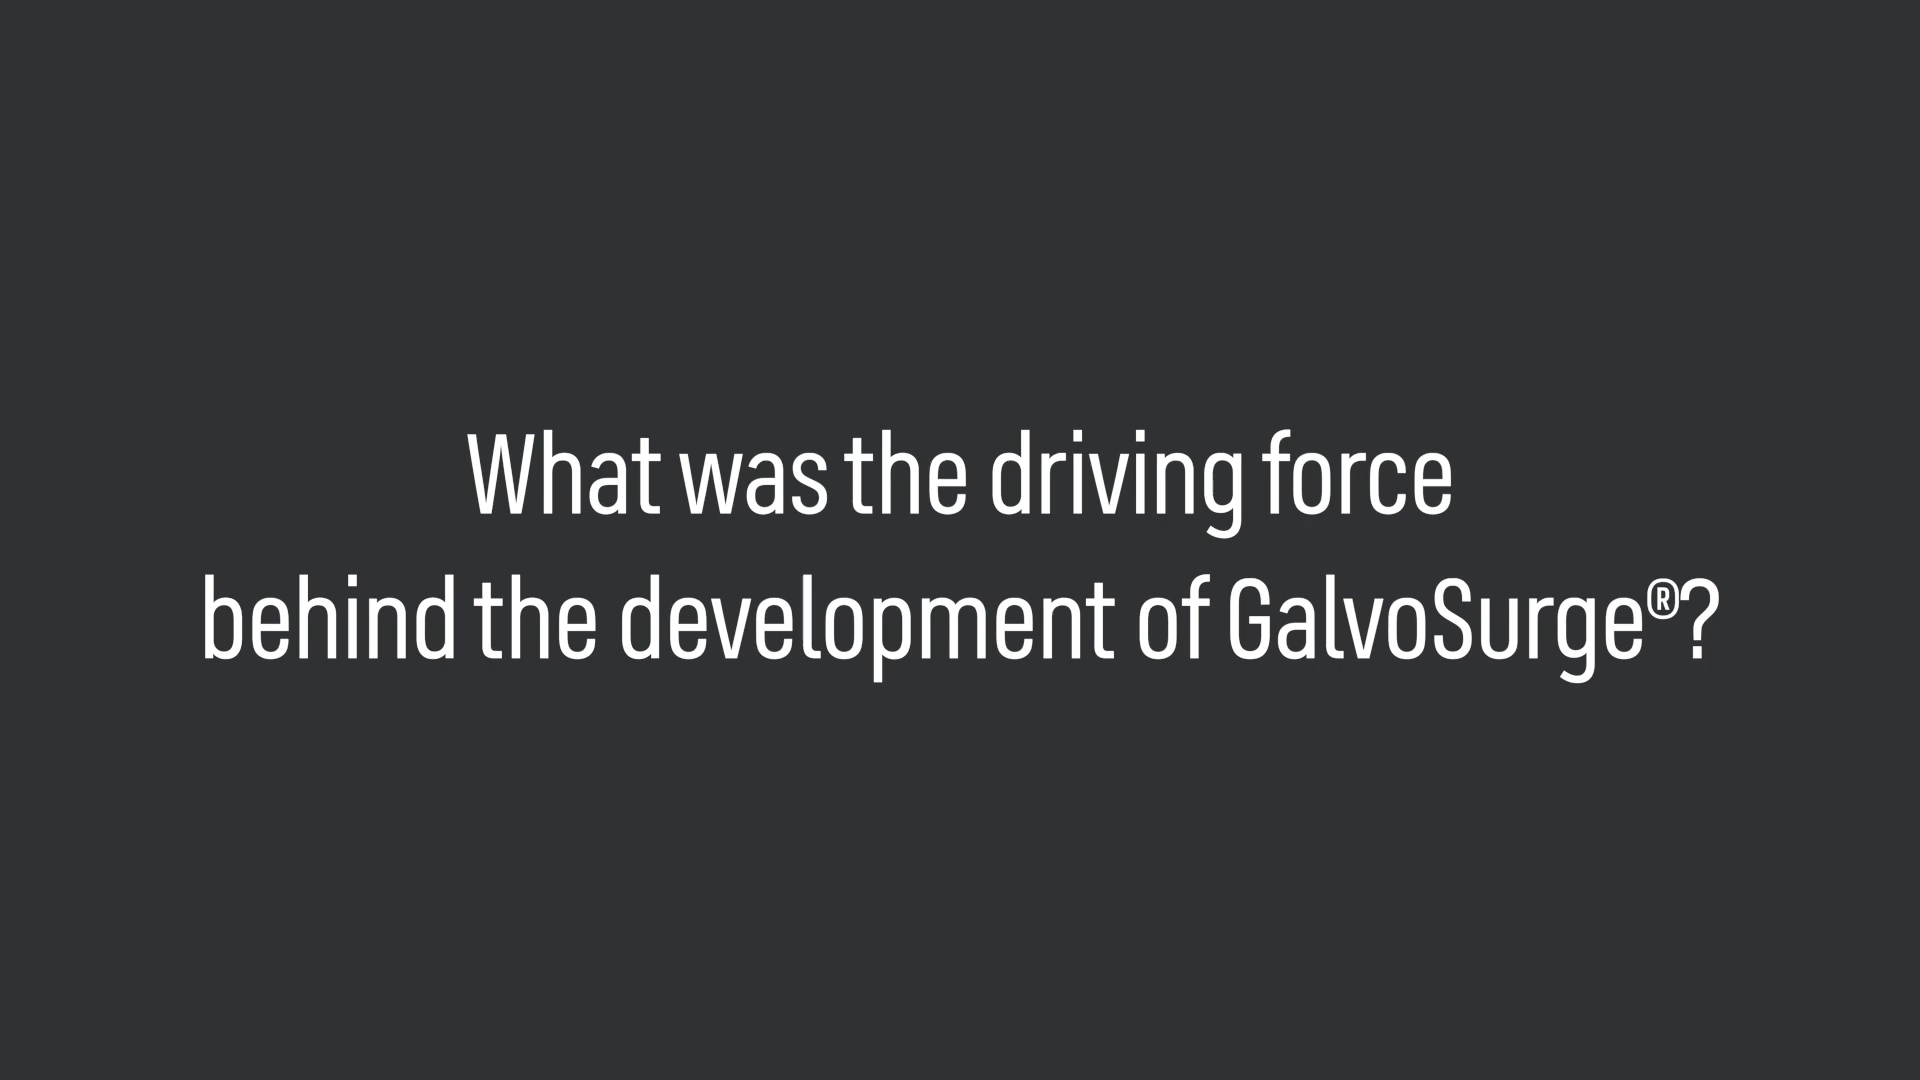 What was the driving force
behind the development of GalvoSurge®?